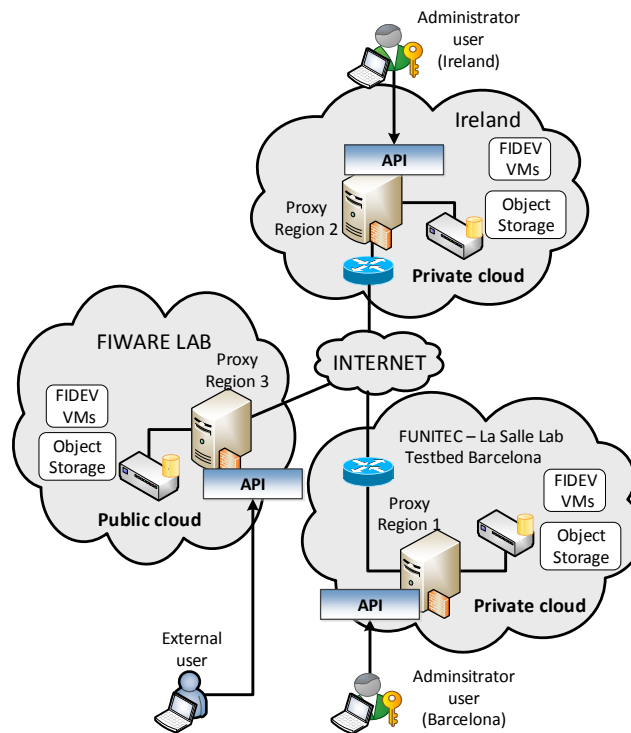 Administrator
user
(Ireland)
Ireland
API
FIDEV
VMs
Proxy
Region 2
Object
Storage
Private cloud
FIWARE LAB
INTERNET
Proxy
Region 3
FIDEV
VMs
Object
Storage
API
Public cloud
FUNITEC – La Salle Lab
Testbed Barcelona
Proxy
Region 1
FIDEV
VMs
Object
Storage
API
Private cloud
External
user
Adminsitrator
user
(Barcelona)